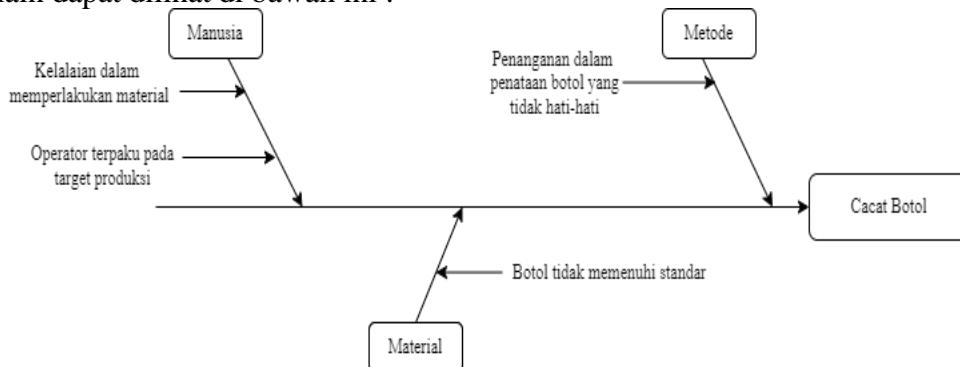 dapat dilihat di bawah ini :
Manusia
Metode
Kelalaian dalam
memperlakukan material
Penanganan dalam
penataan botol yang
tidak hati-hati
Operator terpaku pada
target produksi
Cacat Botol
Botol tidak memenuhi standar
Material